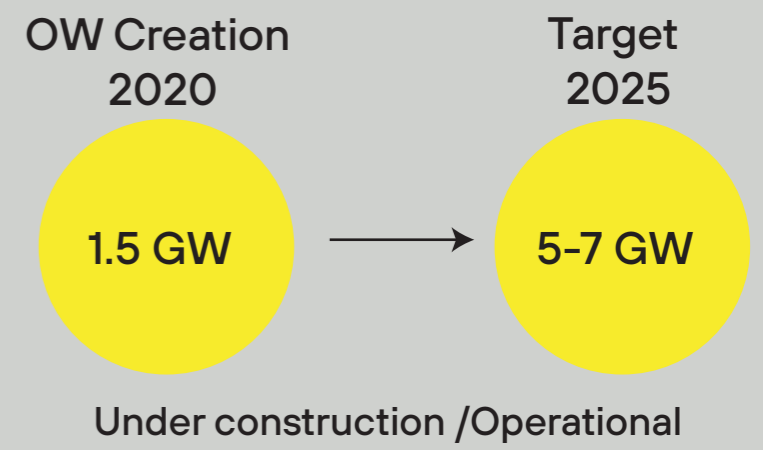 OW Creation
2020
Target
2025
1.5 GW
5-7 GW
Under construction /Operational